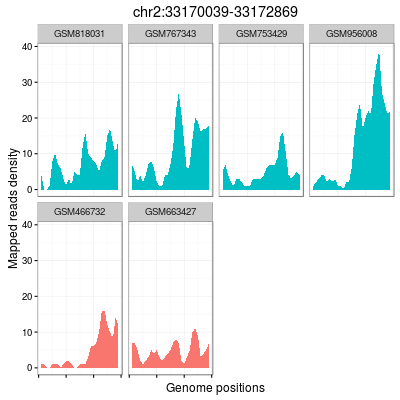 chr2:33170039-33172869
GSM818031 GSM767343 GSM753429 GSM956008
40
30
20
10
0
GSM466732 GSM663427
40
30
20
10
0
Mapped reads density
Genome positions